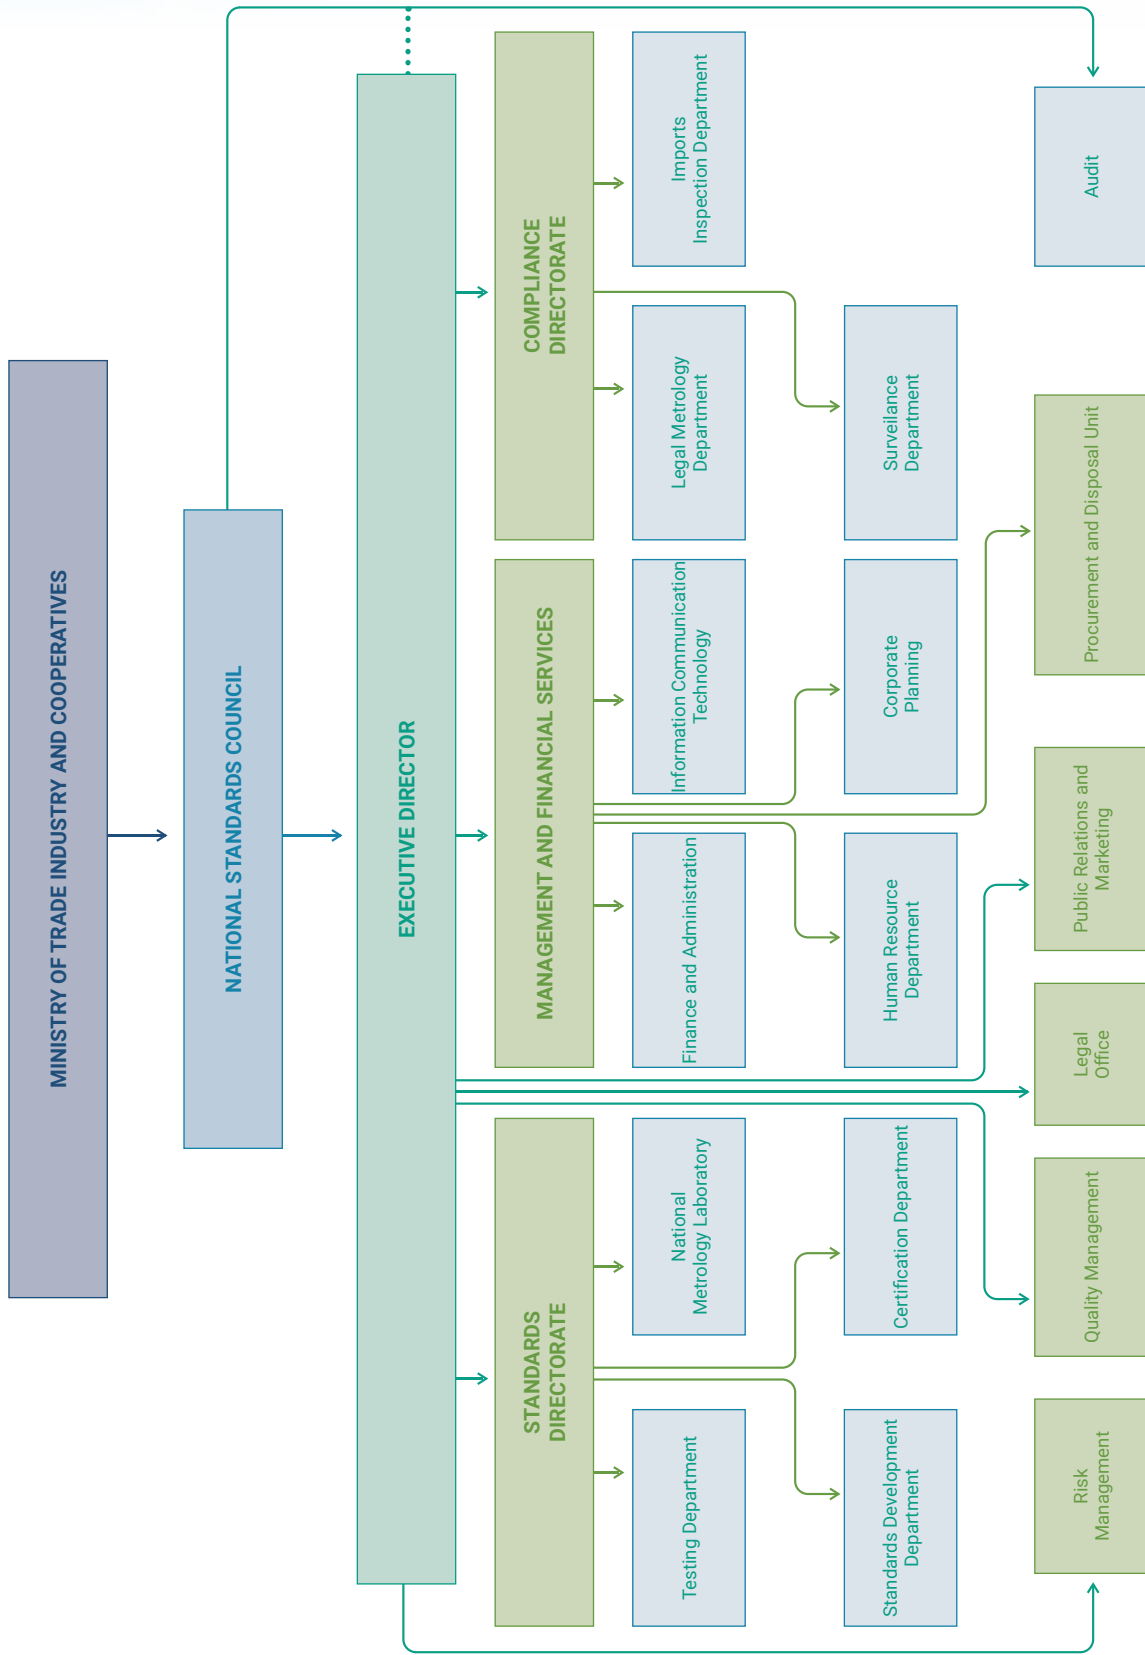 MINISTRY OF TRADE INDUSTRY AND COOPERATIVES
NATIONAL STANDARDS COUNCIL
EXECUTIVE DIRECTOR
STANDARDS
DIRECTORATE
MANAGEMENT AND FINANCIAL SERVICES
COMPLIANCE
DIRECTORATE
Testing Department
National
Metrology Laboratory
Finance and Administration
Information Communication
Technology
Legal Metrology
Department
Imports
Inspection Department
Standards Development
Department
Certification Department
Human Resource
Department
Corporate
Planning
Surveilance
Department
Risk
Management
Quality Management
Legal
Office
Public Relations and
Marketing
Procurement and Disposal Unit
Audit